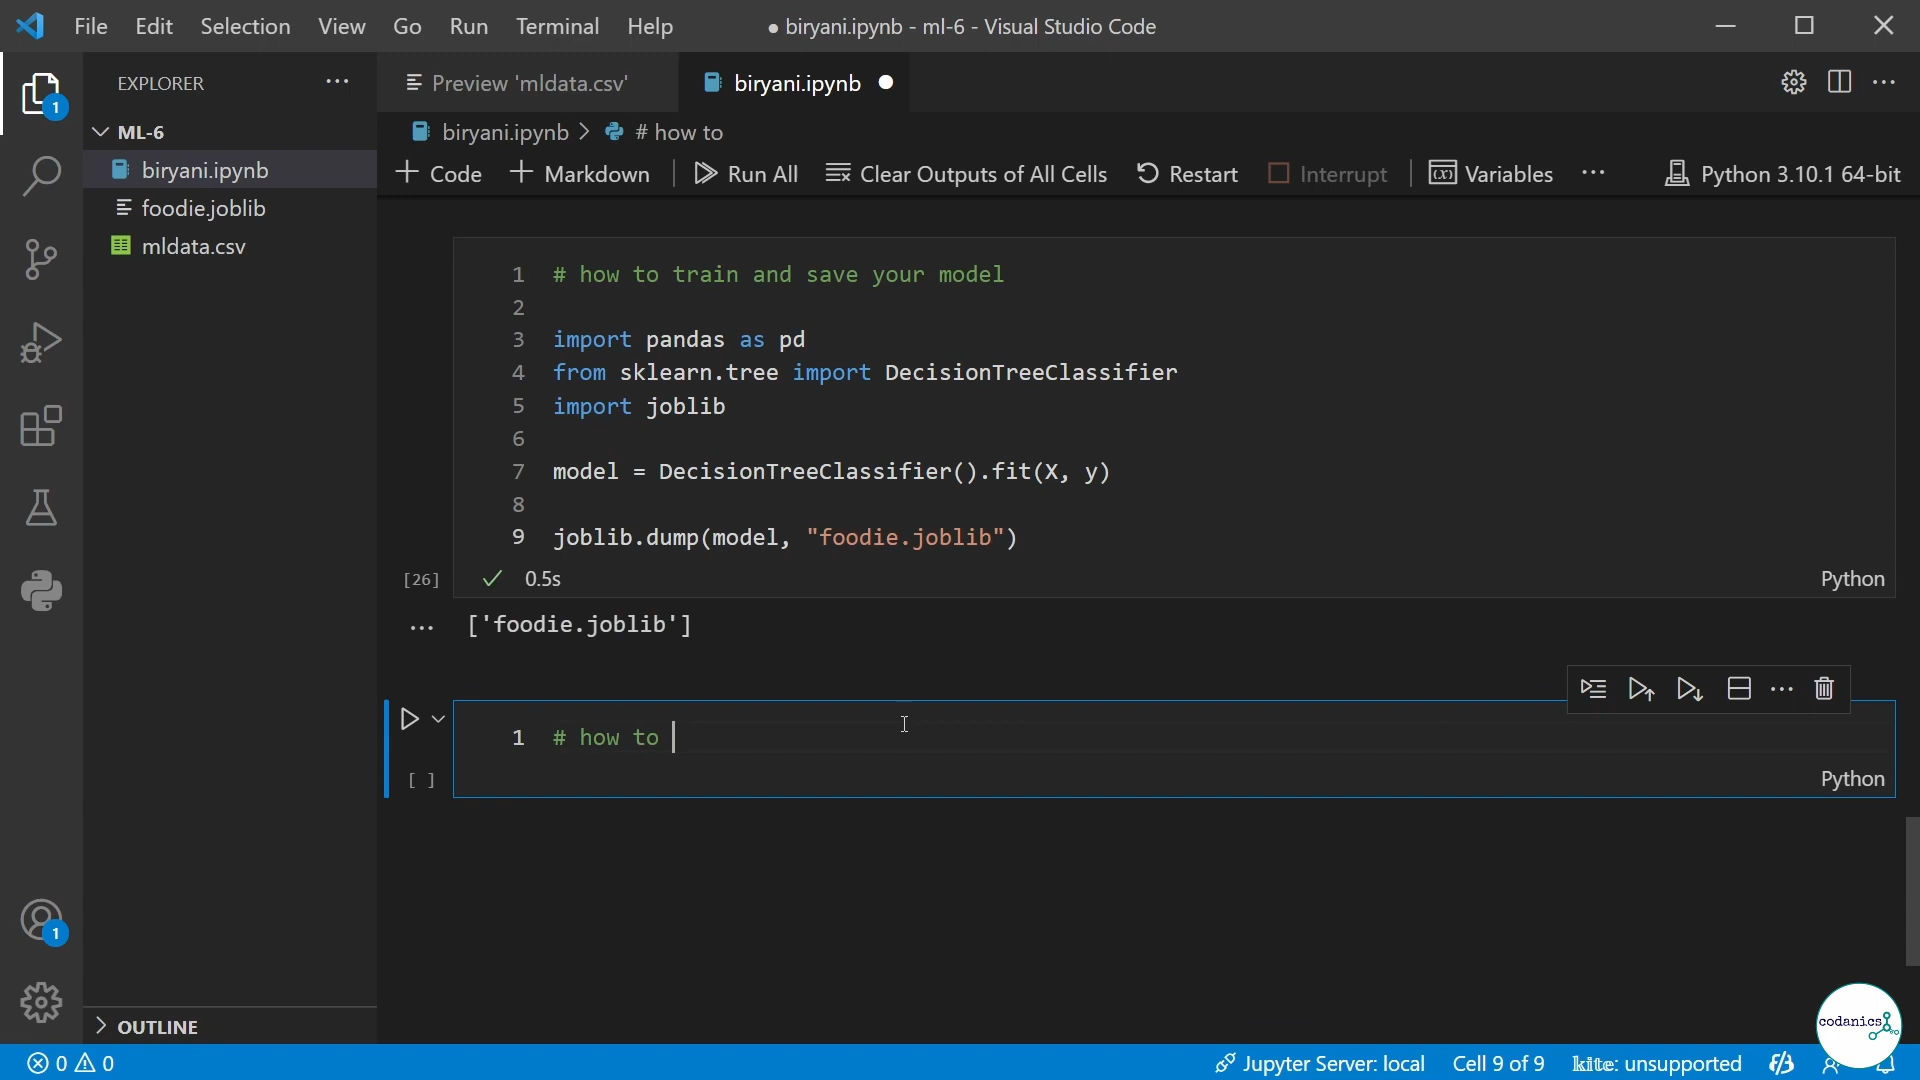 File Edit Selection View Go Run Terminal Help ● biryani.ipynb - ml-6 - Visual Studio Code
EXPLORER
Preview 'mldata.csv'
biryani.ipynb
1
ML-6
biryani.ipynb
foodie.joblib
mldata.csv
biryani.ipynb > # how to
+ Code + Markdown Run All Clear Outputs of All Cells Restart Interrupt Variables ... Python 3.10.1 64-bit
1 # how to train and save your model
2
3 import pandas as pd
4 from sklearn.tree import DecisionTreeClassifier
5 import joblib
6
7 model = DecisionTreeClassifier().fit(X, y)
8
9 joblib.dump(model, "foodie.joblib")
[26] ✓ 0.5s Python
... ['foodie.joblib']
1 # how to
[ ] Python
1
OUTLINE
codanics
0 0 Jupyter Server: local Cell 9 of 9 kite: unsupported